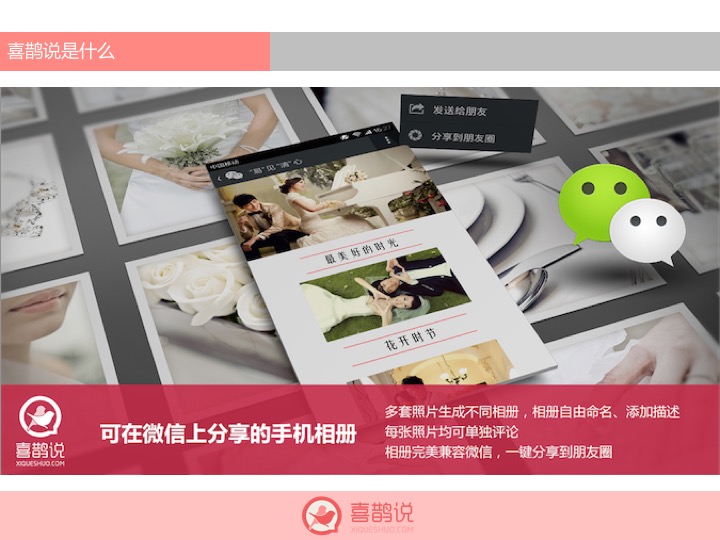 喜鹊说是什么
发送给朋友
分享到朋友圈
中国移动
"易"见"清"心
最美好的时光
花开时节
喜鹊说
XIQUESHUO.COM
可在微信上分享的手机相册
多套照片生成不同相册，相册自由命名、添加描述
每张照片均可单独评论
相册完美兼容微信，一键分享到朋友圈
喜鹊说
XIQUESHUO.COM